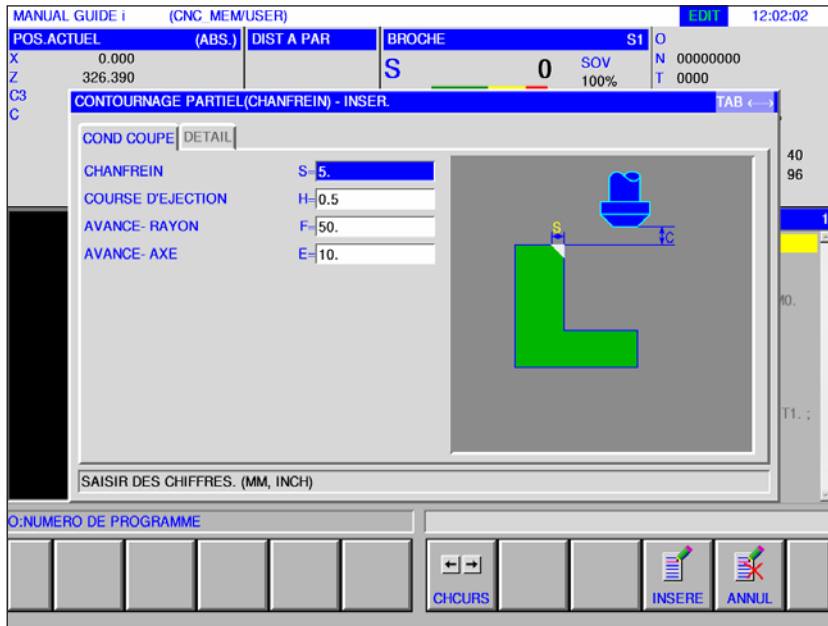 MANUAL GUIDE i (CNC_MEM/USER) EDIT 12:02:02
POS.ACTUEL (ABS.) DIST A PAR BROCHE S1 O
X 0.000 S 0 SOV N 00000000
Z 326.390 100% T 0000
C3
C
CONTOURNAGE PARTIEL(CHANFREIN) - INSER. TAB ←→
COND COUPE DETAIL
CHANFREIN S= 5.
COURSE D'EJECTION H= 0.5
AVANCE- RAYON F= 50.
AVANCE- AXE E= 10.
S
C
40
96
1
M0.
T1. ;
SAISIR DES CHIFFRES. (MM, INCH)
O:NUMERO DE PROGRAMME
←→
CHCURS INSERE ANNUL